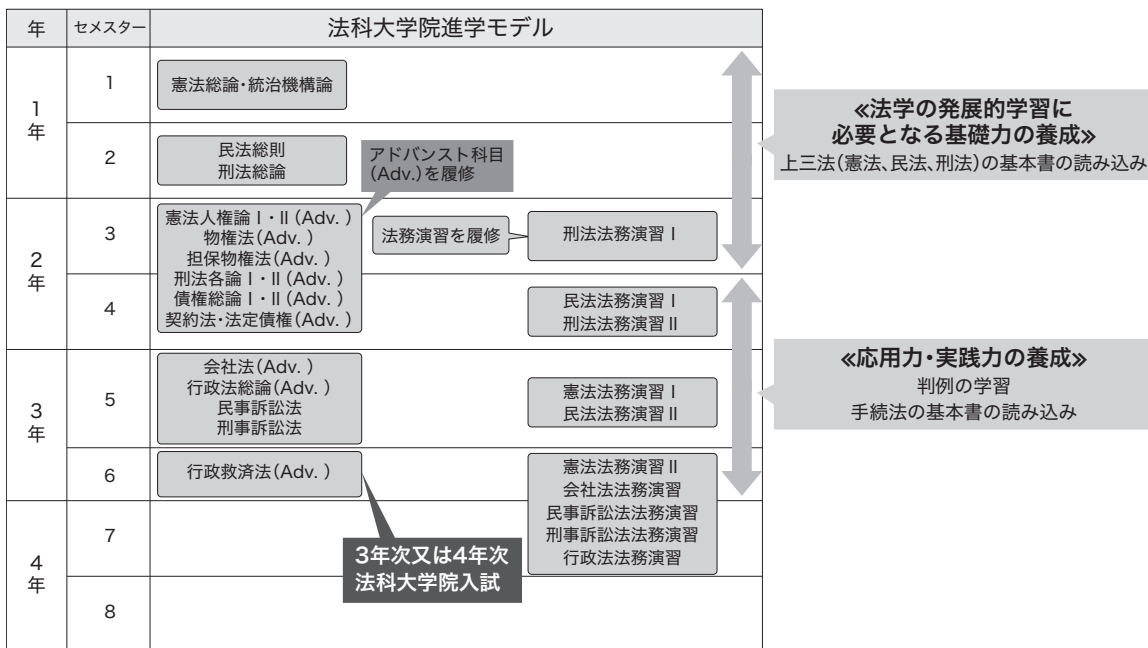 年 セメスター 法科大学院進学モデル
1年
1
憲法総論･統治機構論
2
民法総則
刑法総論
アドバンスト科目
(Adv.)を履修
2年
3
憲法人権論Ⅰ・Ⅱ(Adv. )
物権法(Adv. )
担保物権法(Adv. )
刑法各論Ⅰ・Ⅱ(Adv. )
債権総論Ⅰ・Ⅱ(Adv. )
契約法･法定債権(Adv. )
法務演習を履修
刑法法務演習Ⅰ
4
民法法務演習Ⅰ
刑法法務演習Ⅱ
3年
5
会社法(Adv. )
行政法総論(Adv. )
民事訴訟法
刑事訴訟法
憲法法務演習Ⅰ
民法法務演習Ⅱ
6
行政救済法(Adv. )
憲法法務演習Ⅱ
会社法法務演習
民事訴訟法法務演習
刑事訴訟法法務演習
行政法法務演習
4年
7
3年次又は4年次
法科大学院入試
8
≪法学の発展的学習に
必要となる基礎力の養成≫
上三法(憲法、民法、刑法)の基本書の読み込み
≪応用力･実践力の養成≫
判例の学習
手続法の基本書の読み込み